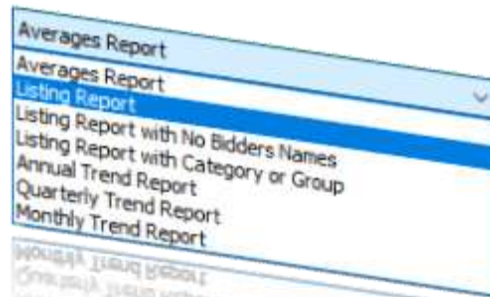 Averages Report
Averages Report
Listing Report
Listing Report with No Bidders Names
Listing Report with Category or Group
Annual Trend Report
Quarterly Trend Report
Monthly Trend Report